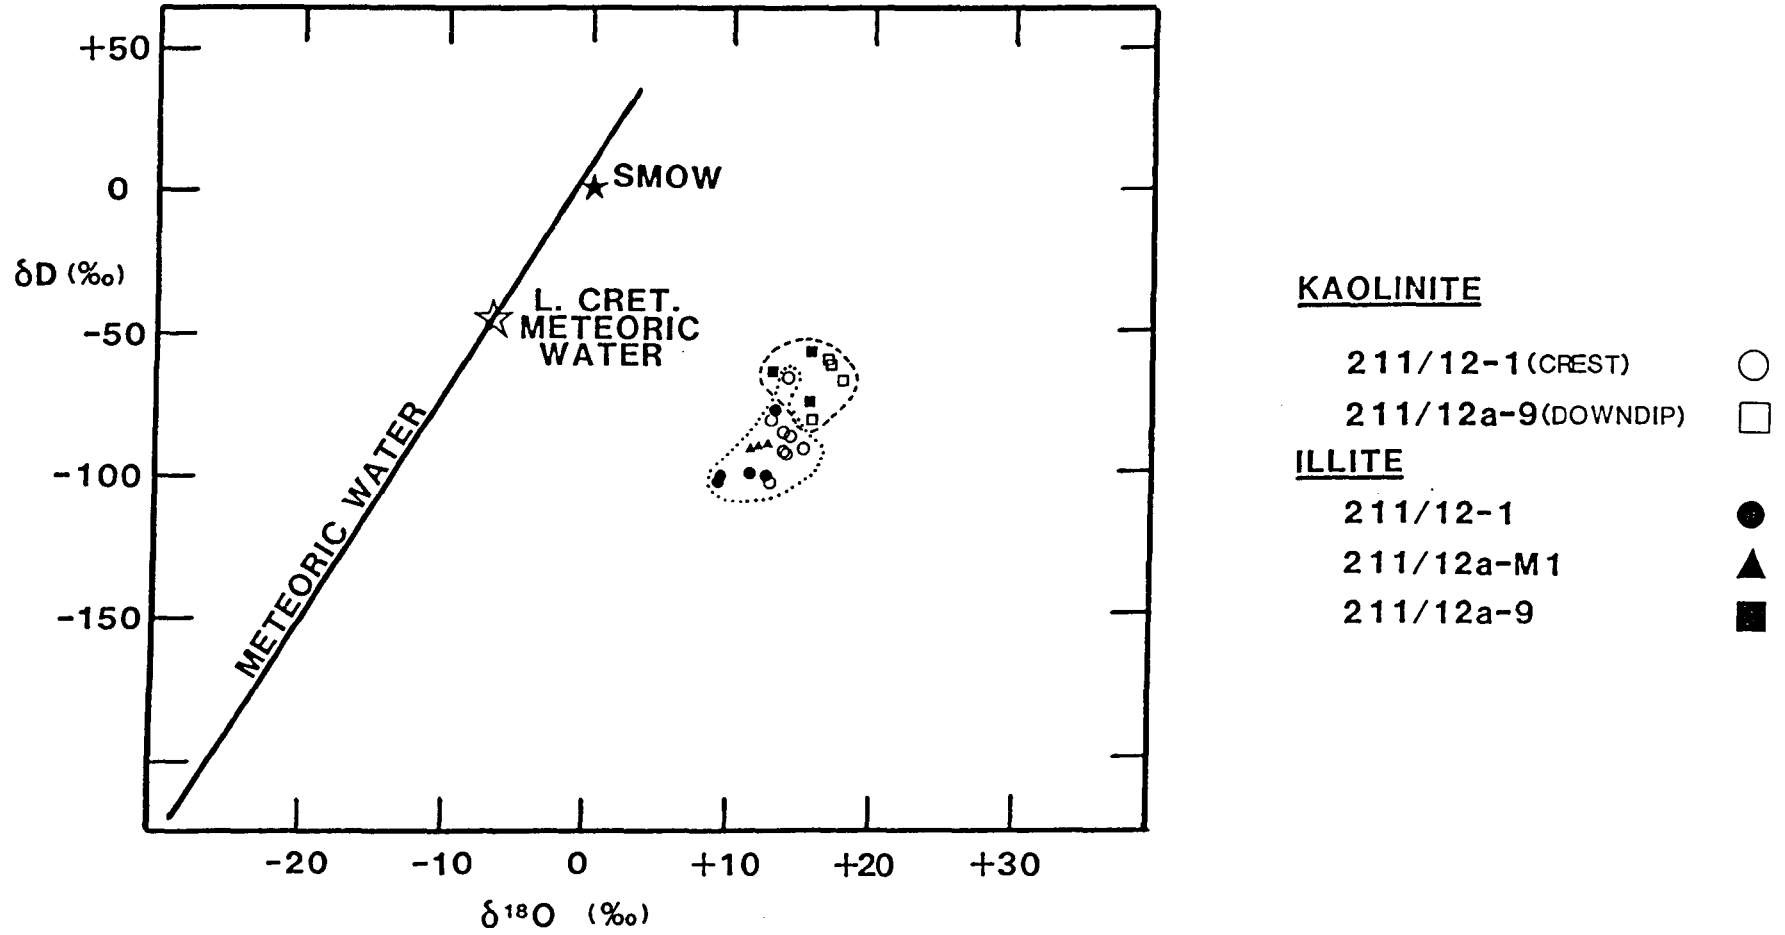 +50
0
-50
-100
-150
δD (‰)
SMOW
L. CRET.
METEORIC
WATER
METEORIC WATER
-20
-10
0
+10
+20
+30
δ¹⁸O (‰)
KAOLINITE
211/12-1 (CREST)
211/12a-9 (DOWNDIP)
ILLITE
211/12-1
211/12a-M1
211/12a-9